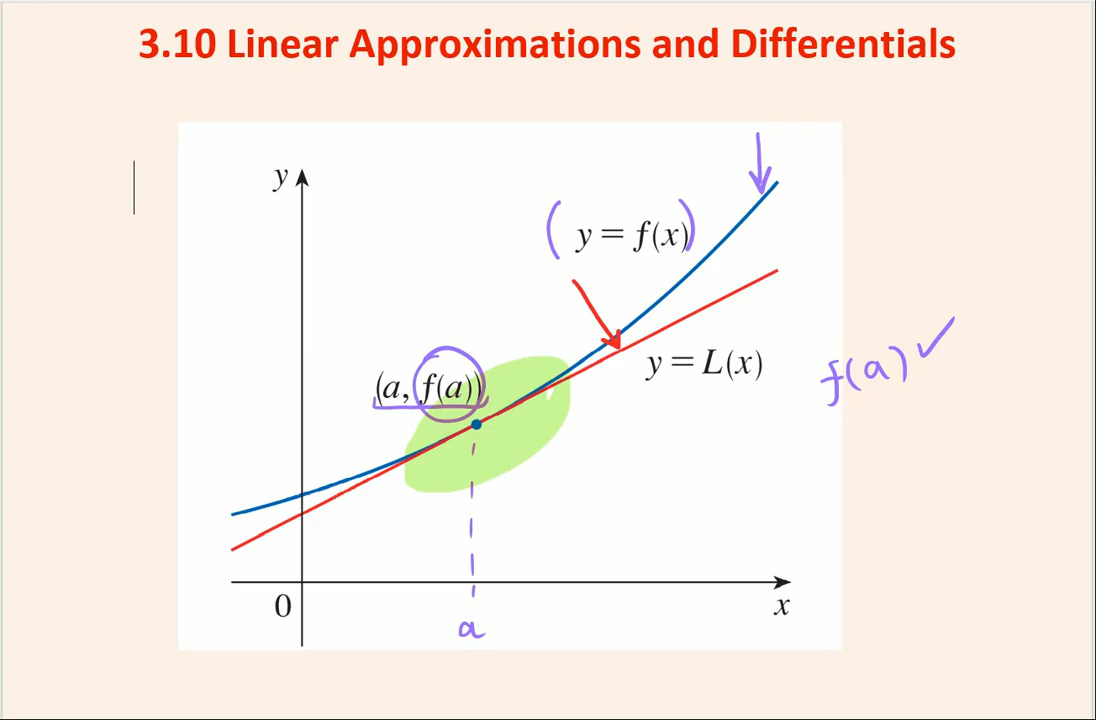 3.10 Linear Approximations and Differentials
y
y = f(x)
y = L(x)
f(a) ✓
(a, f(a))
0
x
a